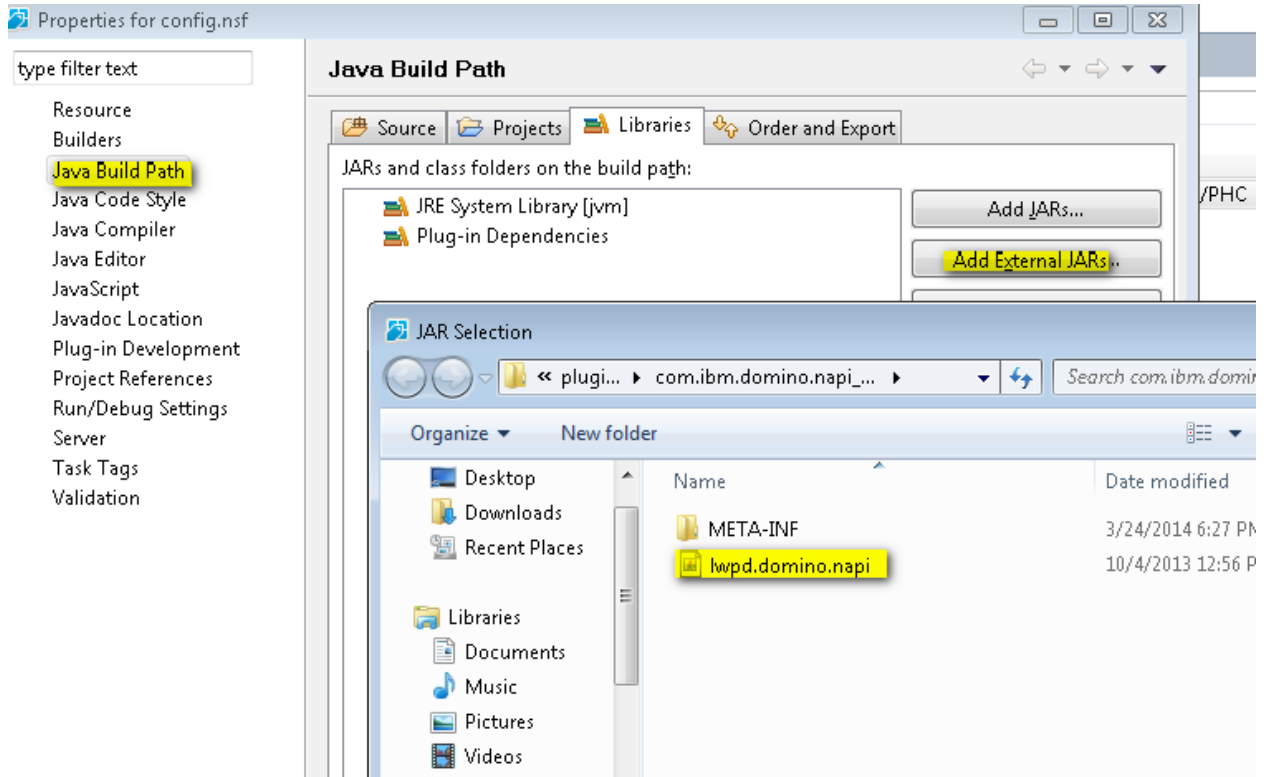 Properties for config.nsf
type filter text
Resource
Builders
Java Build Path
Java Code Style
Java Compiler
Java Editor
JavaScript
Javadoc Location
Plug-in Development
Project References
Run/Debug Settings
Server
Task Tags
Validation
Java Build Path
Source
Projects
Libraries
Order and Export
JARs and class folders on the build path:
JRE System Library [jvm]
Plug-in Dependencies
Add JARs...
Add External JARs..
/PHC
JAR Selection
« plugi... com.ibm.domino.napi_...
Search com.ibm.domin
Organize
New folder
Desktop
Downloads
Recent Places
Libraries
Documents
Music
Pictures
Videos
Name Date modified
META-INF 3/24/2014 6:27 PM
lwpd.domino.napi 10/4/2013 12:56 P